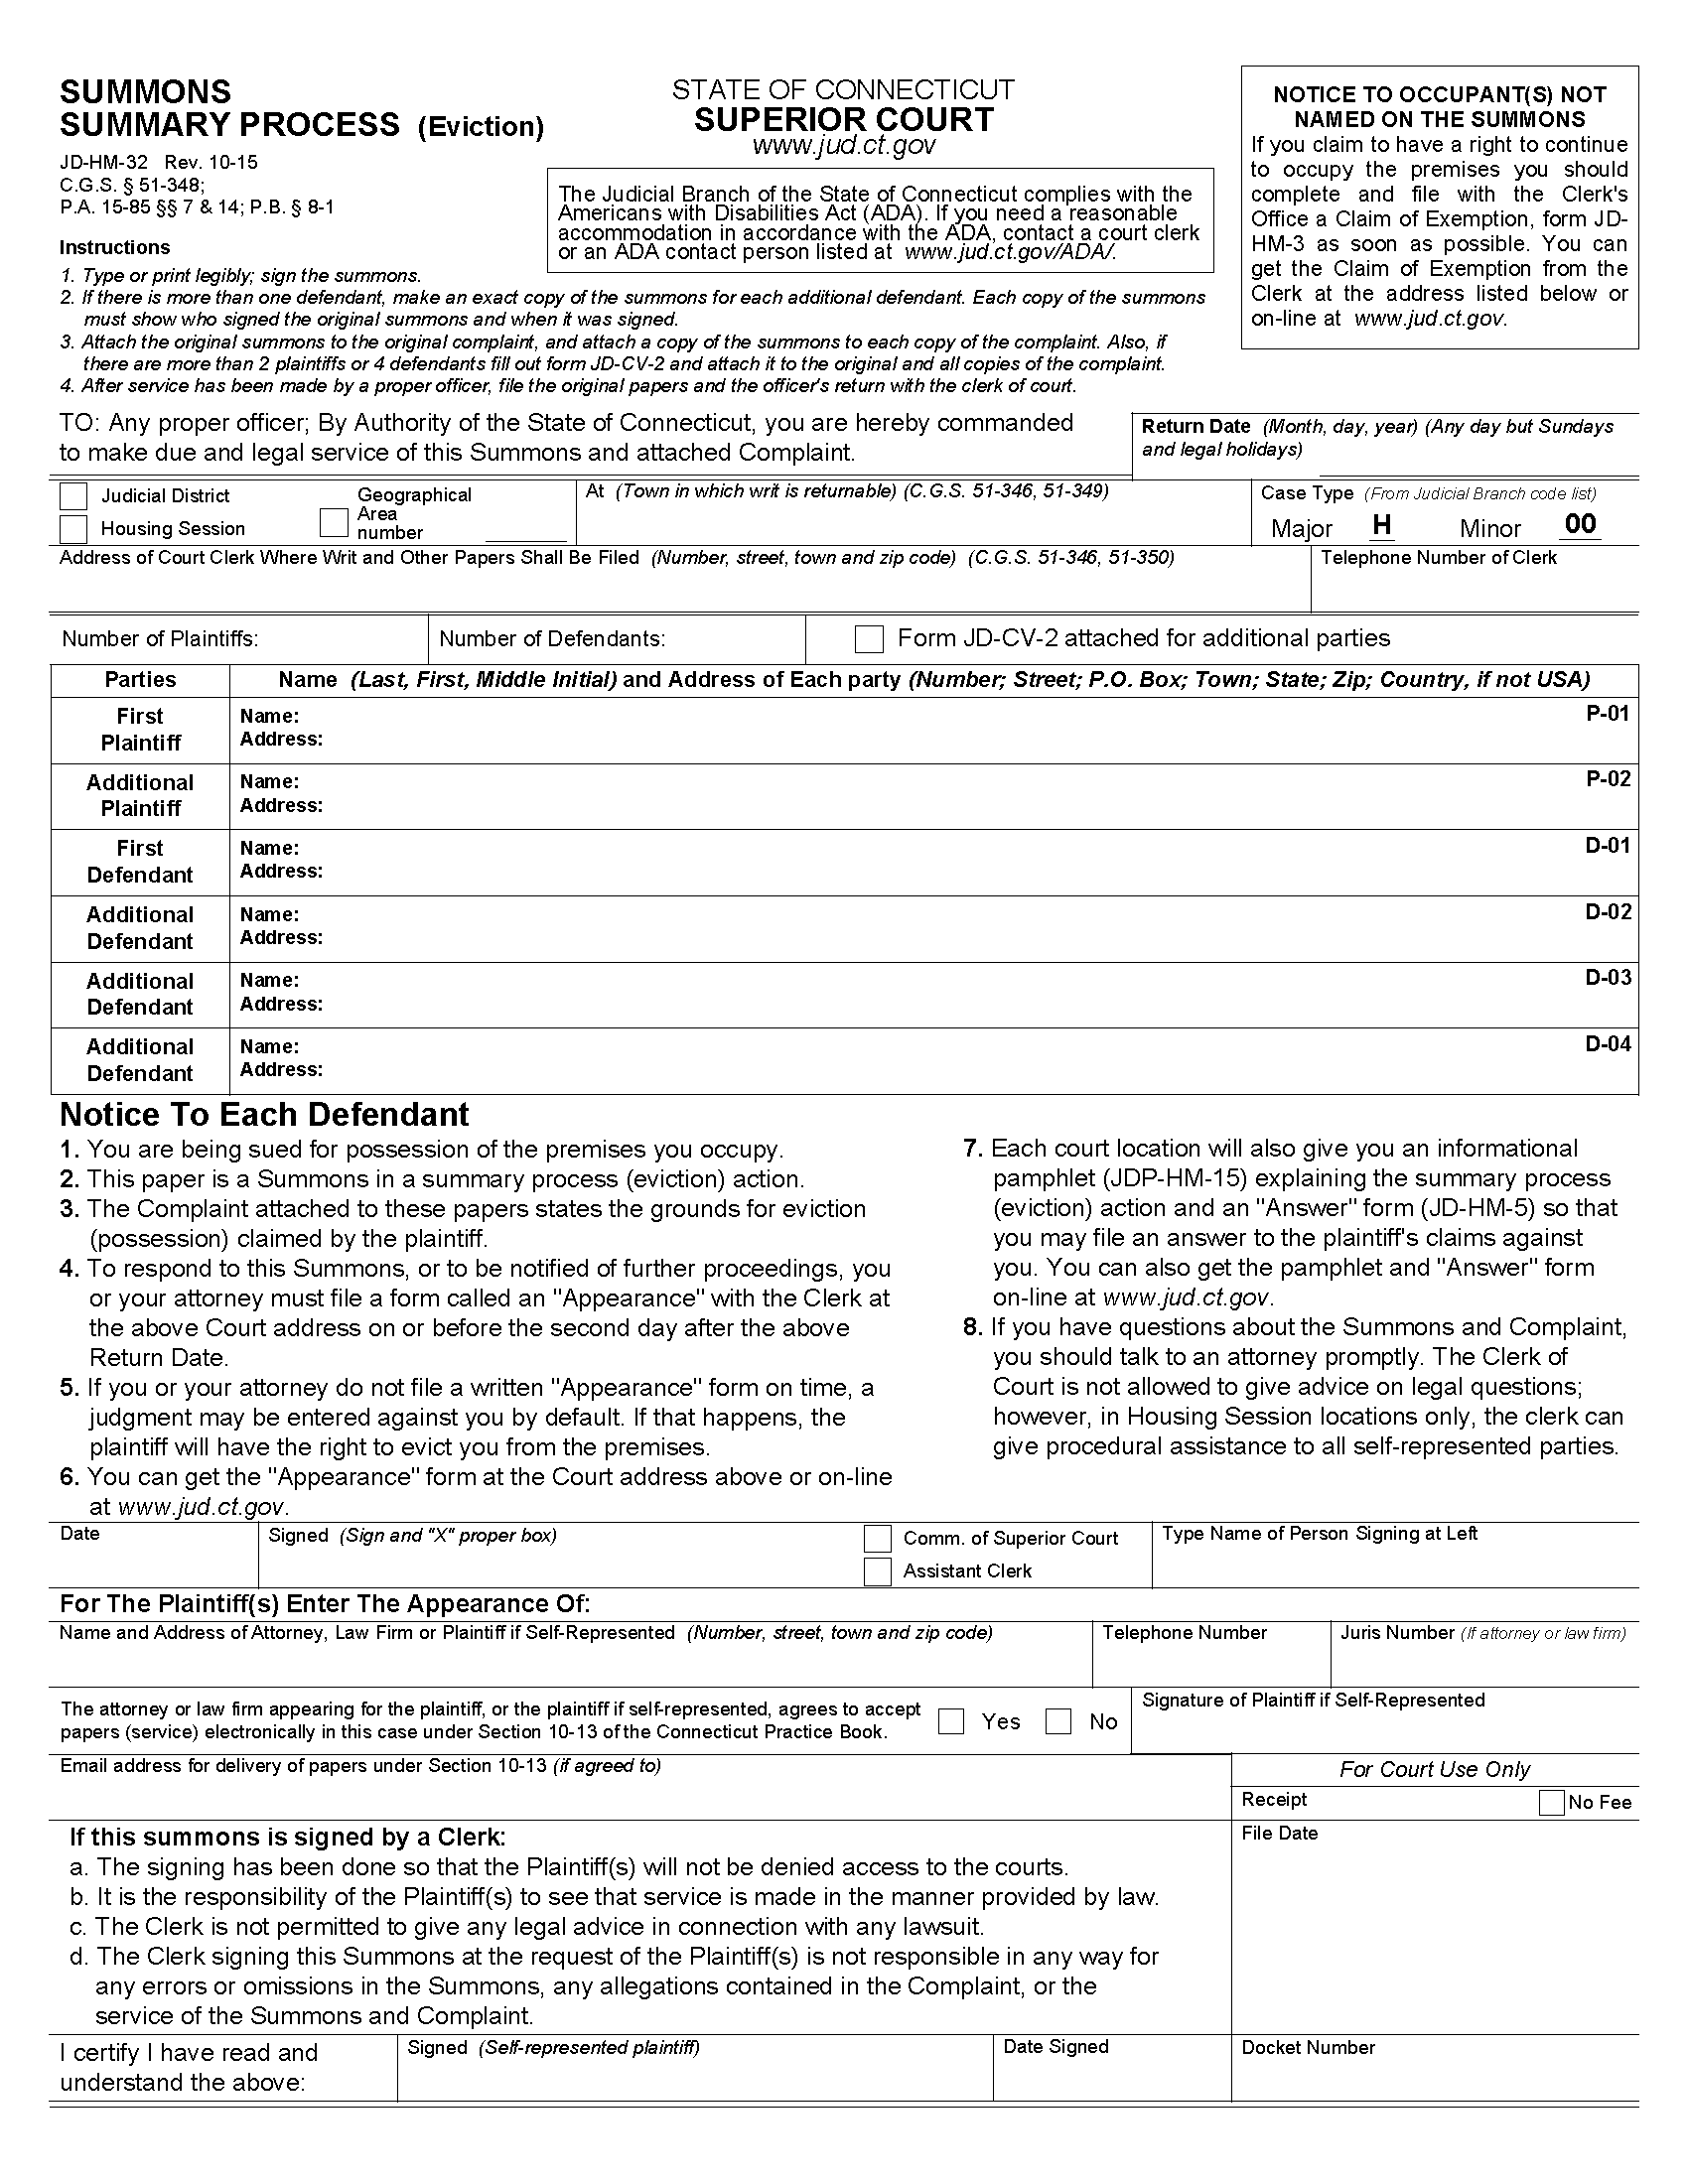 SUMMONS
SUMMARY PROCESS (Eviction)
JD-HM-32 Rev. 10-15
C.G.S. § 51-348;
P.A. 15-85 §§ 7 & 14; P.B. § 8-1
STATE OF CONNECTICUT
SUPERIOR COURT
www.jud.ct.gov
The Judicial Branch of the State of Connecticut complies with the
Americans with Disabilities Act (ADA). If you need a reasonable
accommodation in accordance with the ADA, contact a court clerk
or an ADA contact person listed at www.jud.ct.gov/ADA/.
NOTICE TO OCCUPANT(S) NOT
NAMED ON THE SUMMONS
If you claim to have a right to continue
to occupy the premises you should
complete and file with the Clerk's
Office a Claim of Exemption, form JD-
HM-3 as soon as possible. You can
get the Claim of Exemption from the
Clerk at the address listed below or
on-line at www.jud.ct.gov.
Instructions
1. Type or print legibly; sign the summons.
2. If there is more than one defendant, make an exact copy of the summons for each additional defendant. Each copy of the summons
must show who signed the original summons and when it was signed.
3. Attach the original summons to the original complaint, and attach a copy of the summons to each copy of the complaint. Also, if
there are more than 2 plaintiffs or 4 defendants fill out form JD-CV-2 and attach it to the original and all copies of the complaint.
4. After service has been made by a proper officer, file the original papers and the officer's return with the clerk of court.
TO: Any proper officer; By Authority of the State of Connecticut, you are hereby commanded
to make due and legal service of this Summons and attached Complaint.
Return Date (Month, day, year) (Any day but Sundays
and legal holidays)
Judicial District
Housing Session
Geographical
Area
number
At (Town in which writ is returnable) (C.G.S. 51-346, 51-349)
Case Type (From Judicial Branch code list)
Major H Minor 00
Address of Court Clerk Where Writ and Other Papers Shall Be Filed (Number, street, town and zip code) (C.G.S. 51-346, 51-350)
Telephone Number of Clerk
Number of Plaintiffs:
Number of Defendants:
Form JD-CV-2 attached for additional parties
Parties
Name (Last, First, Middle Initial) and Address of Each party (Number; Street; P.O. Box; Town; State; Zip; Country, if not USA)
First
Plaintiff
Name:
Address:
P-01
Additional
Plaintiff
Name:
Address:
P-02
First
Defendant
Name:
Address:
D-01
Additional
Defendant
Name:
Address:
D-02
Additional
Defendant
Name:
Address:
D-03
Additional
Defendant
Name:
Address:
D-04
Notice To Each Defendant
1. You are being sued for possession of the premises you occupy.
2. This paper is a Summons in a summary process (eviction) action.
3. The Complaint attached to these papers states the grounds for eviction
(possession) claimed by the plaintiff.
4. To respond to this Summons, or to be notified of further proceedings, you
or your attorney must file a form called an "Appearance" with the Clerk at
the above Court address on or before the second day after the above
Return Date.
5. If you or your attorney do not file a written "Appearance" form on time, a
judgment may be entered against you by default. If that happens, the
plaintiff will have the right to evict you from the premises.
6. You can get the "Appearance" form at the Court address above or on-line
at www.jud.ct.gov.
7. Each court location will also give you an informational
pamphlet (JDP-HM-15) explaining the summary process
(eviction) action and an "Answer" form (JD-HM-5) so that
you may file an answer to the plaintiff's claims against
you. You can also get the pamphlet and "Answer" form
on-line at www.jud.ct.gov.
8. If you have questions about the Summons and Complaint,
you should talk to an attorney promptly. The Clerk of
Court is not allowed to give advice on legal questions;
however, in Housing Session locations only, the clerk can
give procedural assistance to all self-represented parties.
Date
Signed (Sign and "X" proper box)
Comm. of Superior Court
Assistant Clerk
Type Name of Person Signing at Left
For The Plaintiff(s) Enter The Appearance Of:
Name and Address of Attorney, Law Firm or Plaintiff if Self-Represented (Number, street, town and zip code)
Telephone Number
Juris Number (If attorney or law firm)
The attorney or law firm appearing for the plaintiff, or the plaintiff if self-represented, agrees to accept
papers (service) electronically in this case under Section 10-13 of the Connecticut Practice Book.
Yes
No
Signature of Plaintiff if Self-Represented
Email address for delivery of papers under Section 10-13 (if agreed to)
For Court Use Only
Receipt
No Fee
File Date
If this summons is signed by a Clerk:
a. The signing has been done so that the Plaintiff(s) will not be denied access to the courts.
b. It is the responsibility of the Plaintiff(s) to see that service is made in the manner provided by law.
c. The Clerk is not permitted to give any legal advice in connection with any lawsuit.
d. The Clerk signing this Summons at the request of the Plaintiff(s) is not responsible in any way for
any errors or omissions in the Summons, any allegations contained in the Complaint, or the
service of the Summons and Complaint.
I certify I have read and
understand the above:
Signed (Self-represented plaintiff)
Date Signed
Docket Number